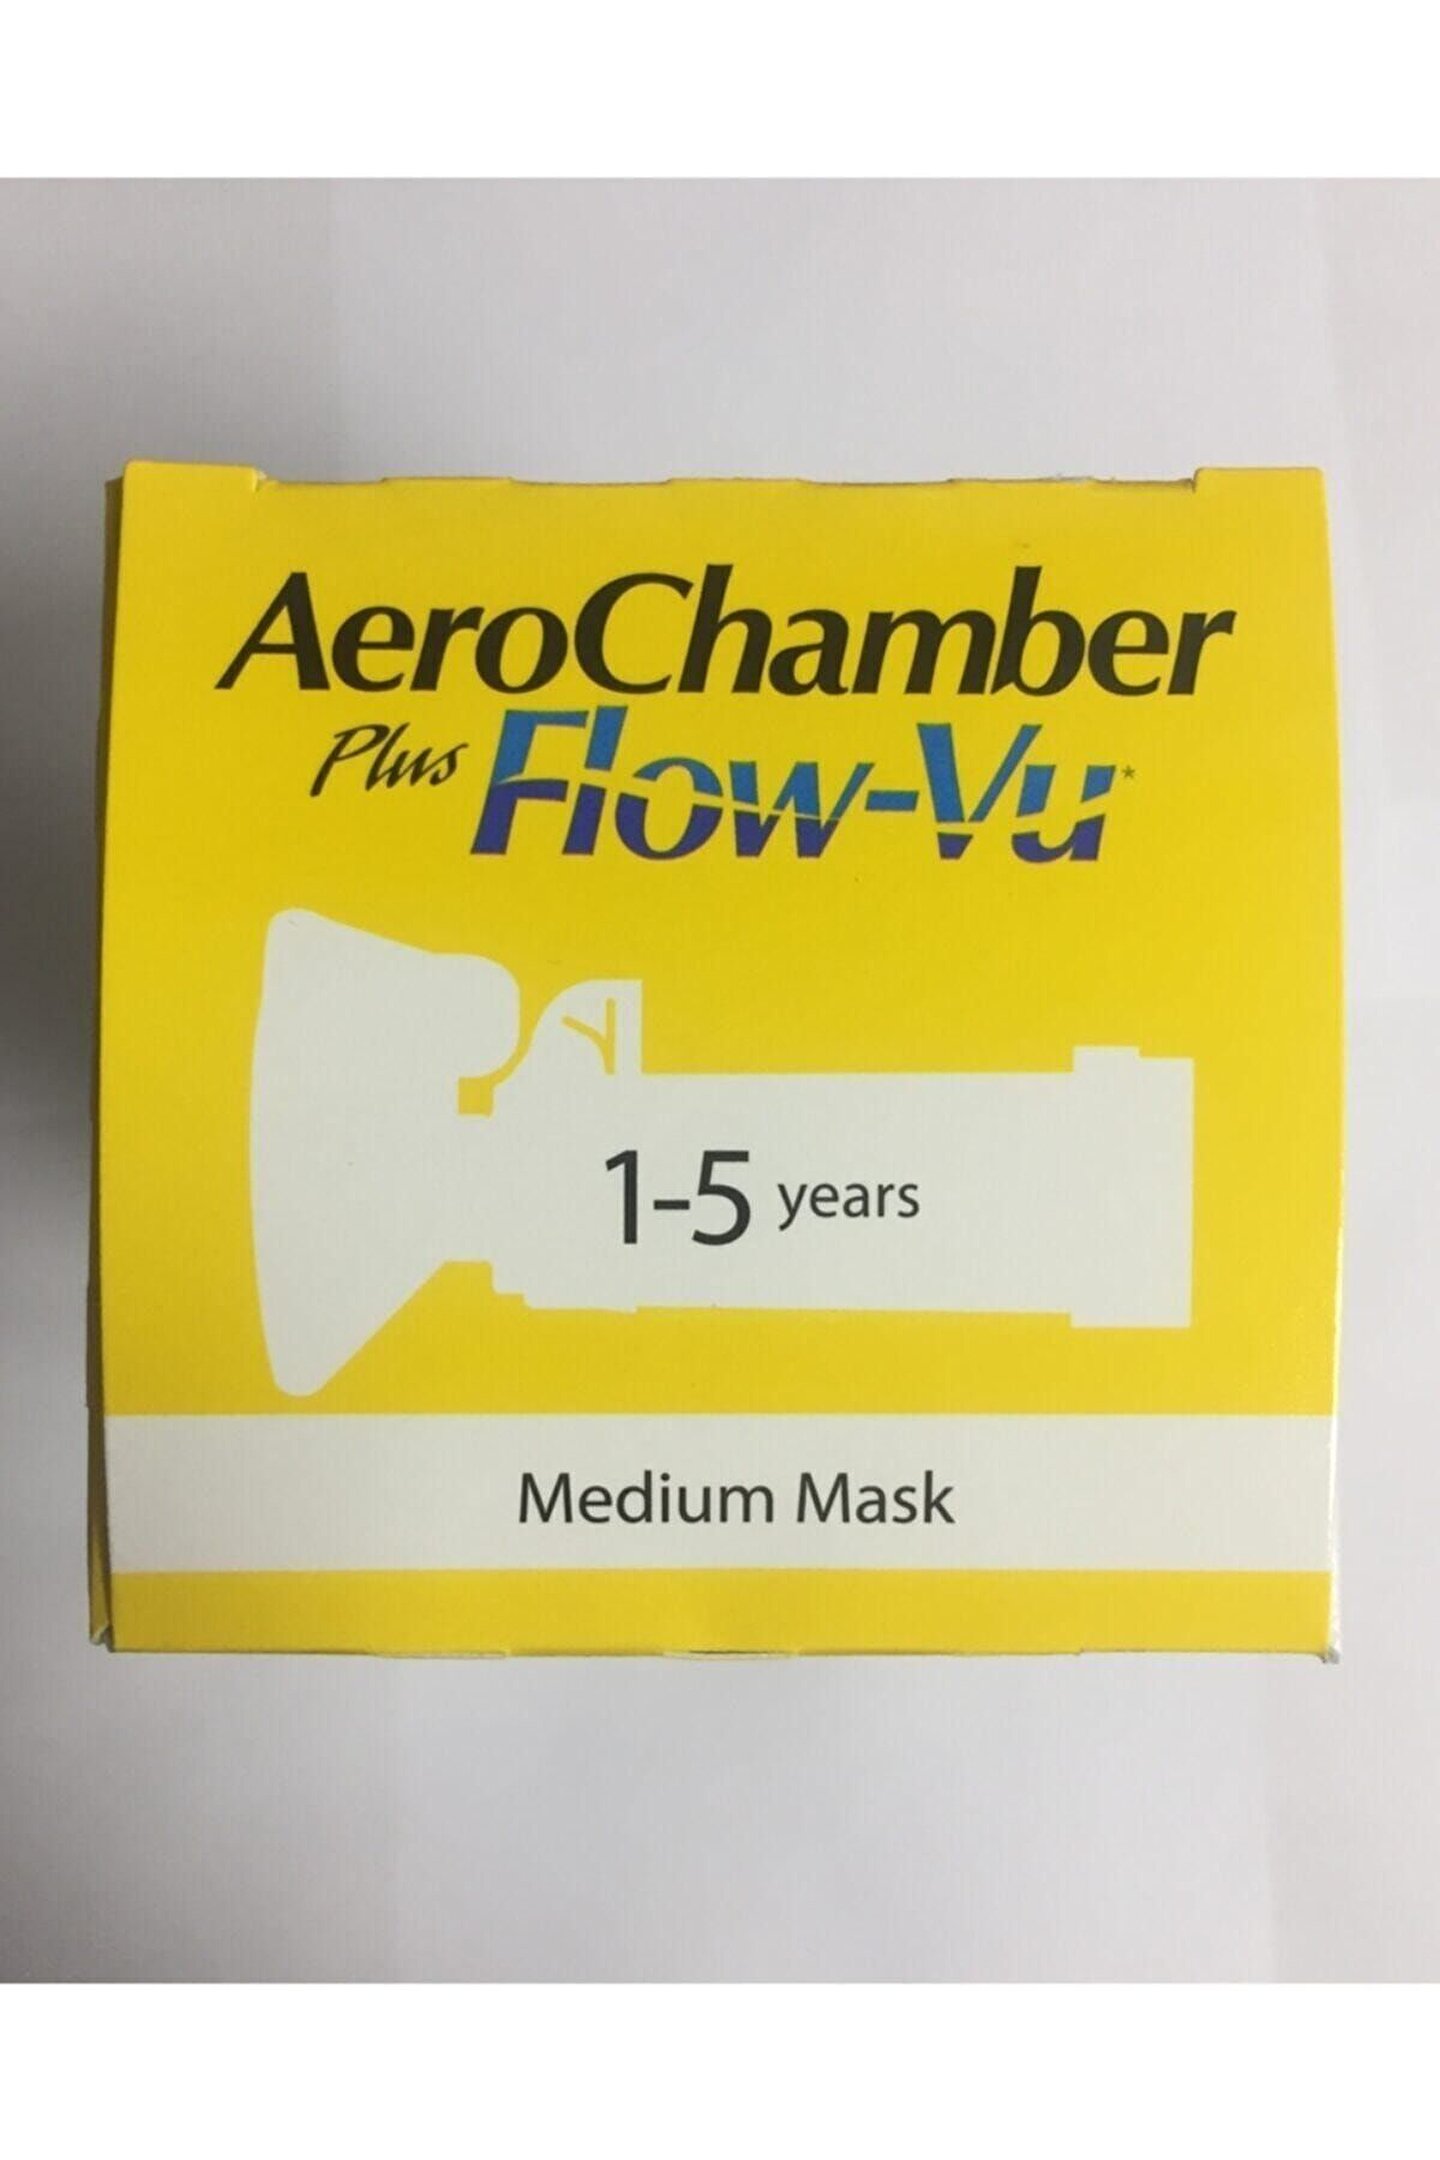 AeroChamber
Plus Flow-Vu*
1-5 years
Medium Mask